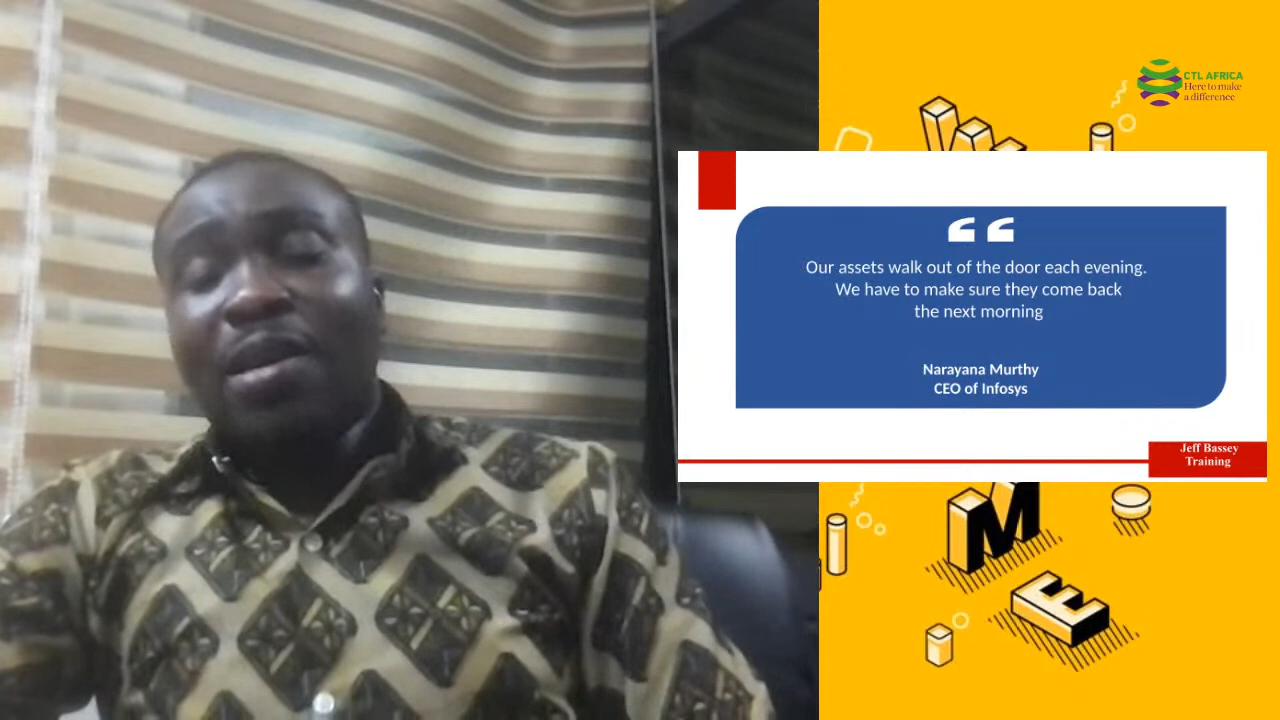 CTL AFRICA
Here to make
a difference
Our assets walk out of the door each evening.
We have to make sure they come back
the next morning
Narayana Murthy
CEO of Infosys
Jeff Bassey
Training
M
E